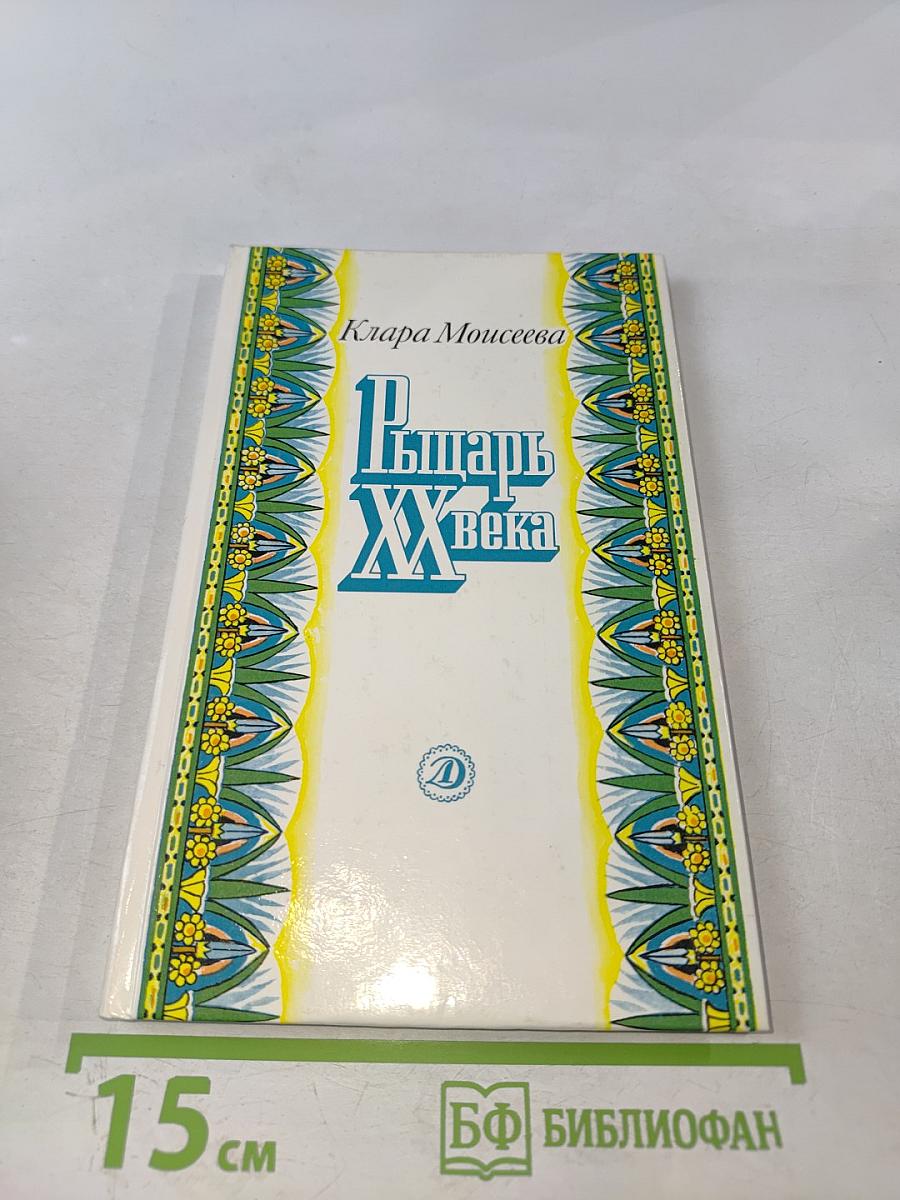 Клара Моисеева
Рыцарь
XX века
Д
15 см
БФ БИБЛИОФАН